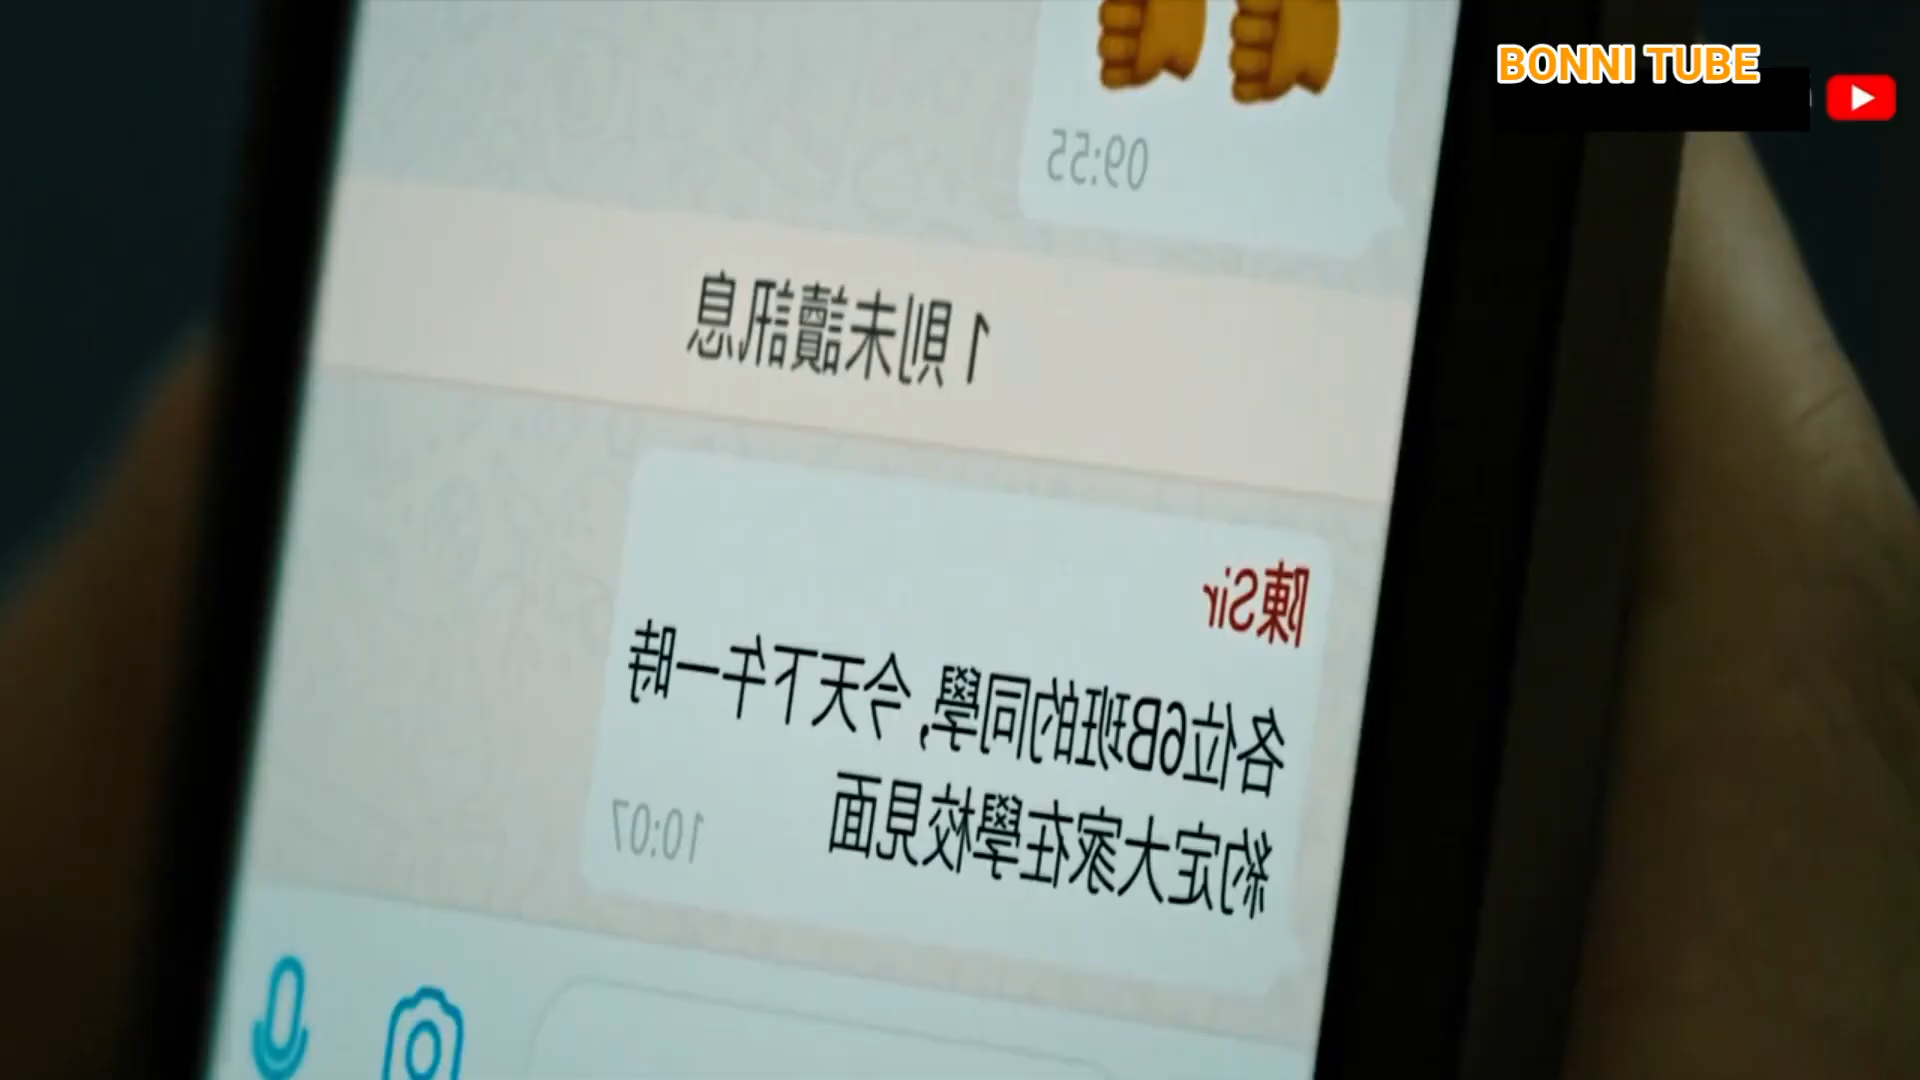 BONNI TUBE
09:55
1 則未讀訊息
陳Sir
各位6B班的同學, 今天下午一時
約定大家在學校見面
10:07